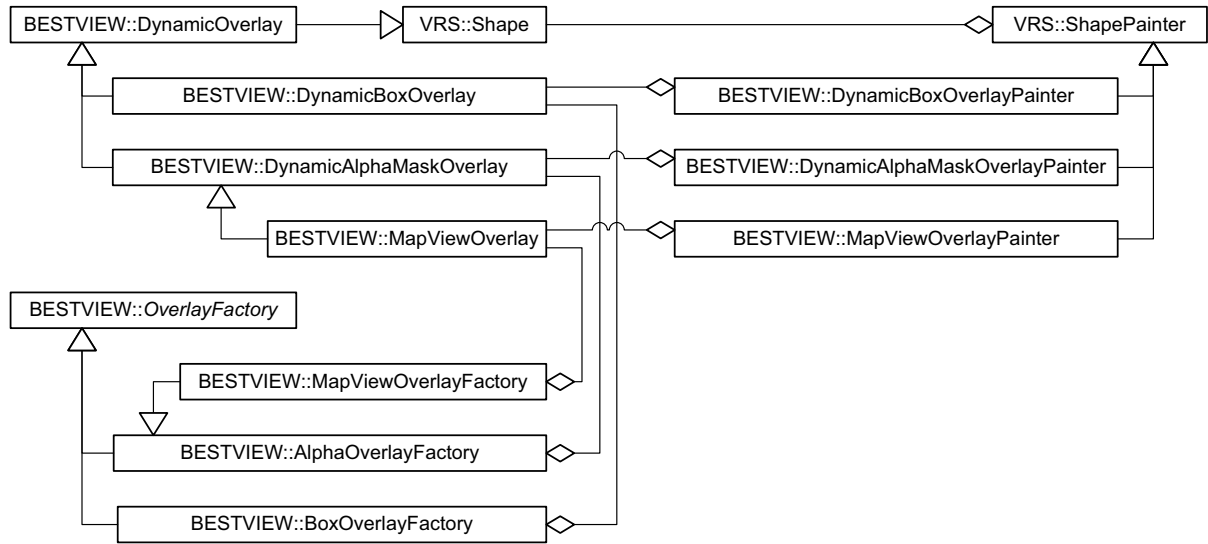 BESTVIEW::DynamicOverlay
VRS::Shape
VRS::ShapePainter
BESTVIEW::DynamicBoxOverlay
BESTVIEW::DynamicBoxOverlayPainter
BESTVIEW::DynamicAlphaMaskOverlay
BESTVIEW::DynamicAlphaMaskOverlayPainter
BESTVIEW::MapViewOverlay
BESTVIEW::MapViewOverlayPainter
BESTVIEW::OverlayFactory
BESTVIEW::MapViewOverlayFactory
BESTVIEW::AlphaOverlayFactory
BESTVIEW::BoxOverlayFactory